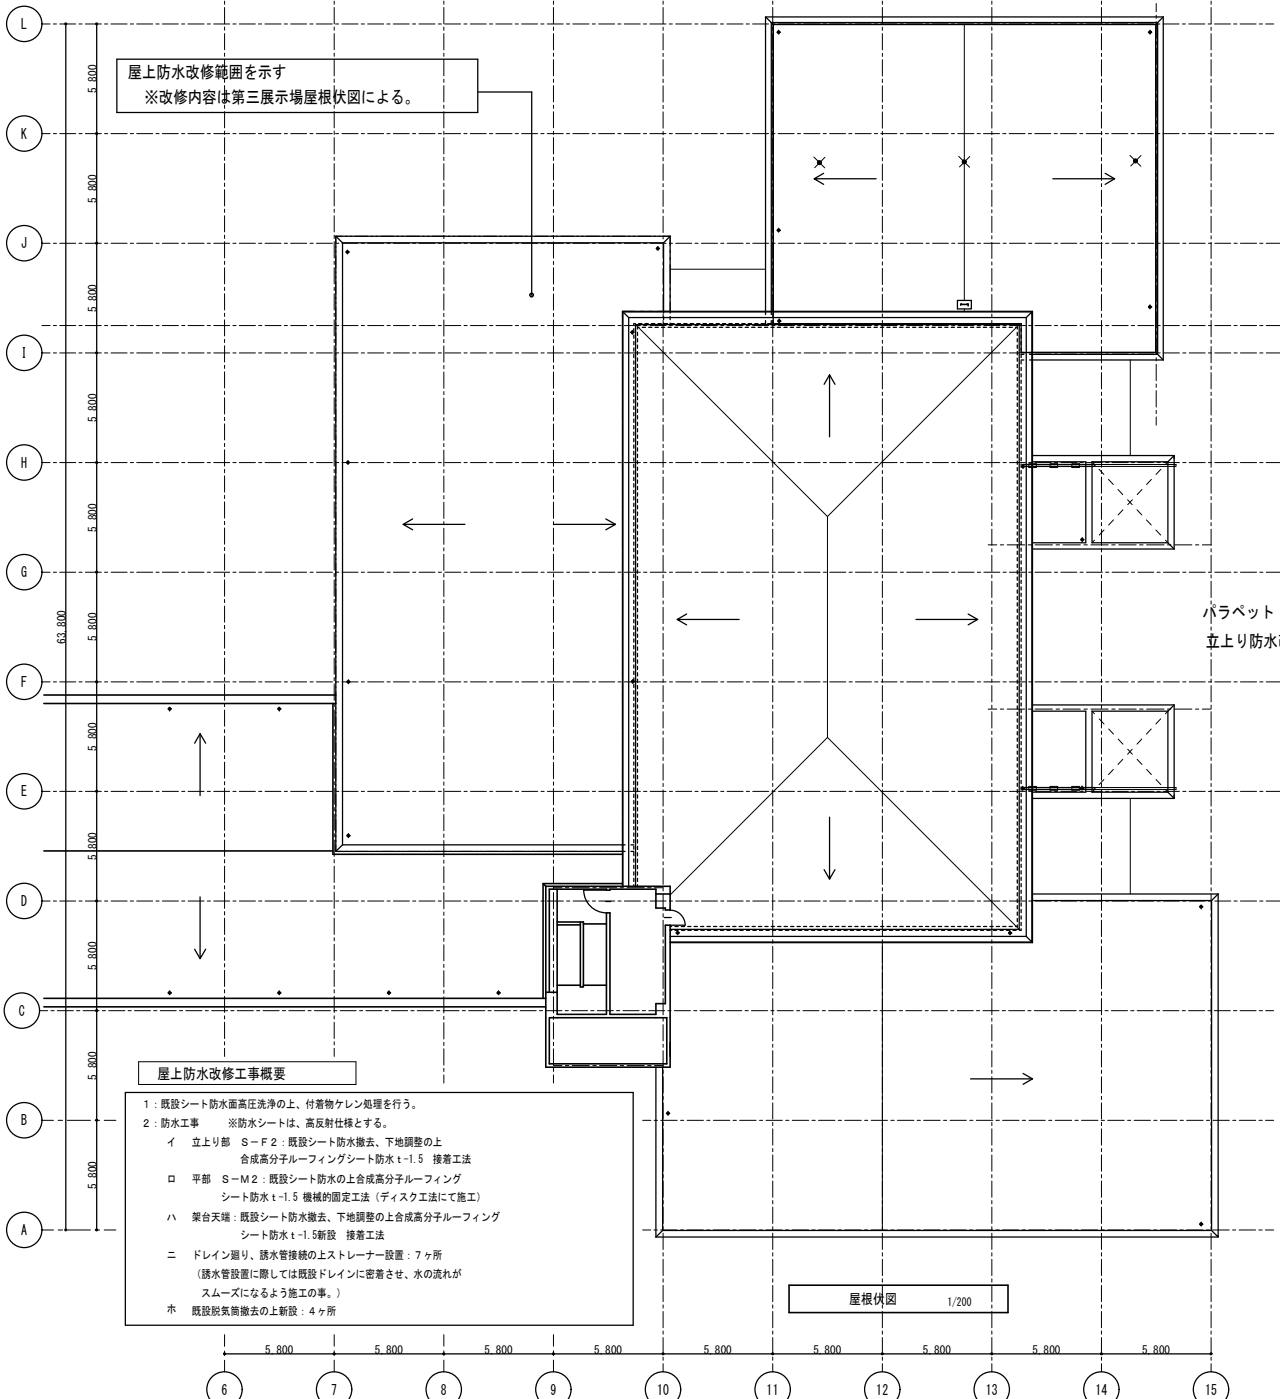 L
K
J
I
H
G
F
E
D
C
B
A
5,800
5,800
5,800
5,800
5,800
5,800
5,800
5,800
5,800
5,800
5,800
63,800
屋上防水改修範囲を示す
※改修内容は第三展示場屋根伏図による。
パラペット
立上り防水
屋上防水改修工事概要
1:既設シート防水面高圧洗浄の上、付着物ケレン処理を行う。
2:防水工事 ※防水シートは、高反射仕様とする。
イ 立上り部 S-F2:既設シート防水撤去、下地調整の上
合成高分子ルーフィングシート防水t-1.5 接着工法
ロ 平部 S-M2:既設シート防水の上合成高分子ルーフィング
シート防水t-1.5 機械的固定工法(ディスク工法にて施工)
ハ 架台天端:既設シート防水撤去、下地調整の上合成高分子ルーフィング
シート防水t-1.5新設 接着工法
ニ ドレイン廻り、誘水管接続の上ストレーナー設置:7ヶ所
(誘水管設置に際しては既設ドレインに密着させ、水の流れが
スムーズになるよう施工の事。)
ホ 既設脱気筒撤去の上新設:4ヶ所
屋根伏図 1/200
5,800 5,800 5,800 5,800 5,800 5,800 5,800 5,800 5,800
6 7 8 9 10 11 12 13 14 15